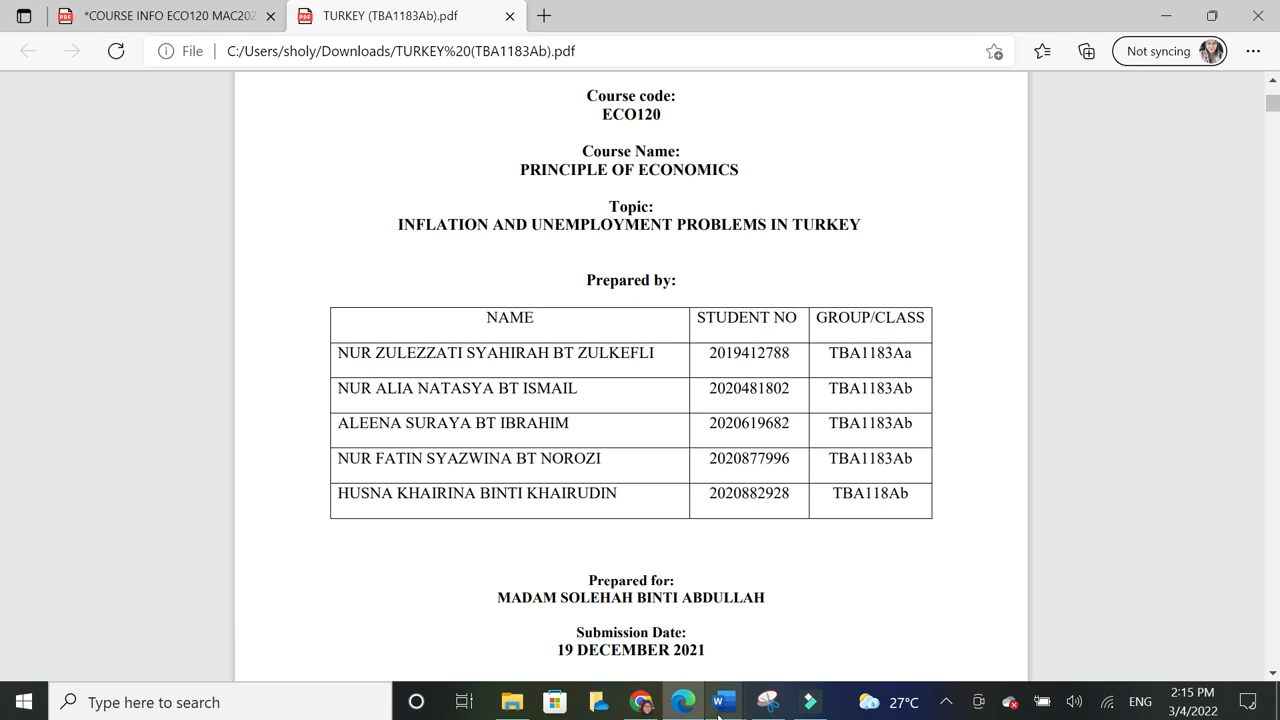 *COURSE INFO ECO120 MAC202
TURKEY (TBA1183Ab).pdf
File
C:/Users/sholy/Downloads/TURKEY%20(TBA1183Ab).pdf
Not syncing
Course code:
ECO120
Course Name:
PRINCIPLE OF ECONOMICS
Topic:
INFLATION AND UNEMPLOYMENT PROBLEMS IN TURKEY
Prepared by:
NAME STUDENT NO GROUP/CLASS
NUR ZULEZZATI SYAHIRAH BT ZULKEFLI 2019412788 TBA1183Aa
NUR ALIA NATASYA BT ISMAIL 2020481802 TBA1183Ab
ALEENA SURAYA BT IBRAHIM 2020619682 TBA1183Ab
NUR FATIN SYAZWINA BT NOROZI 2020877996 TBA1183Ab
HUSNA KHAIRINA BINTI KHAIRUDIN 2020882928 TBA118Ab
Prepared for:
MADAM SOLEHAH BINTI ABDULLAH
Submission Date:
19 DECEMBER 2021
Type here to search
27°C
ENG
2:15 PM
3/4/2022